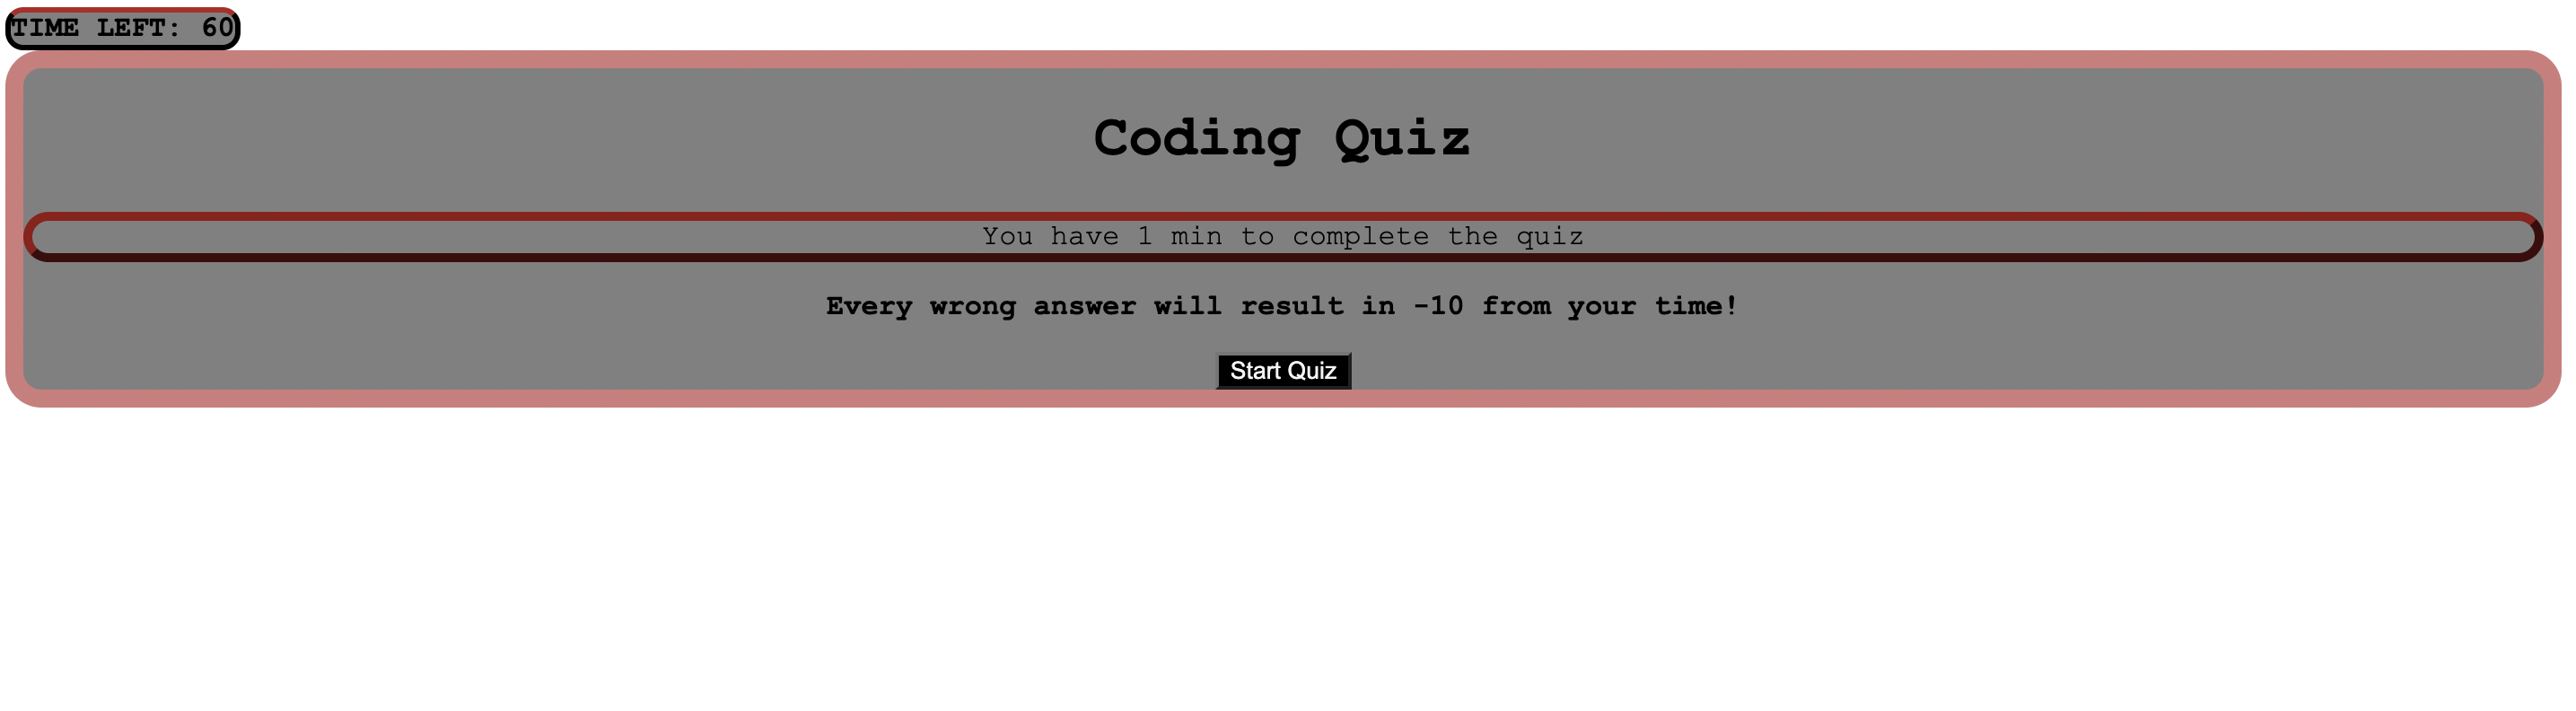 TIME LEFT: 60
Coding Quiz
You have 1 min to complete the quiz
Every wrong answer will result in -10 from your time!
Start Quiz